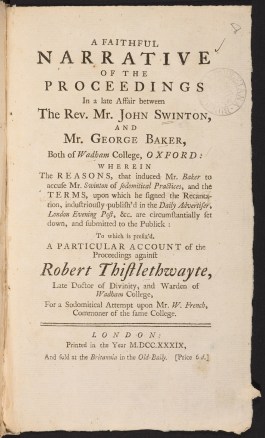 A FAITHFUL
NARRATIVE
OF THE
PROCEEDINGS
In a late Affair between
The Rev. Mr. JOHN SWINTON,
AND
Mr. GEORGE BAKER,
Both of Wadham College, OXFORD:
WHEREIN
The REASONS, that induced Mr. Baker to
accuse Mr. Swinton of sodomitical Practices, and the
TERMS, upon which he signed the Recanta-
tion, industriously publish'd in the Daily Advertiser,
London Evening Post, &c. are circumstantially set
down, and submitted to the Publick:
To which is prefix'd,
A PARTICULAR ACCOUNT of the
Proceedings against
Robert Thistlethwayte,
Late Doctor of Divinity, and Warden of
Wadham College,
For a Sodomitical Attempt upon Mr. W. French,
Commoner of the same College.
LONDON:
Printed in the Year M.DCC.XXXIX,
And sold at the Britannia in the Old-Baily. [Price 6d.]